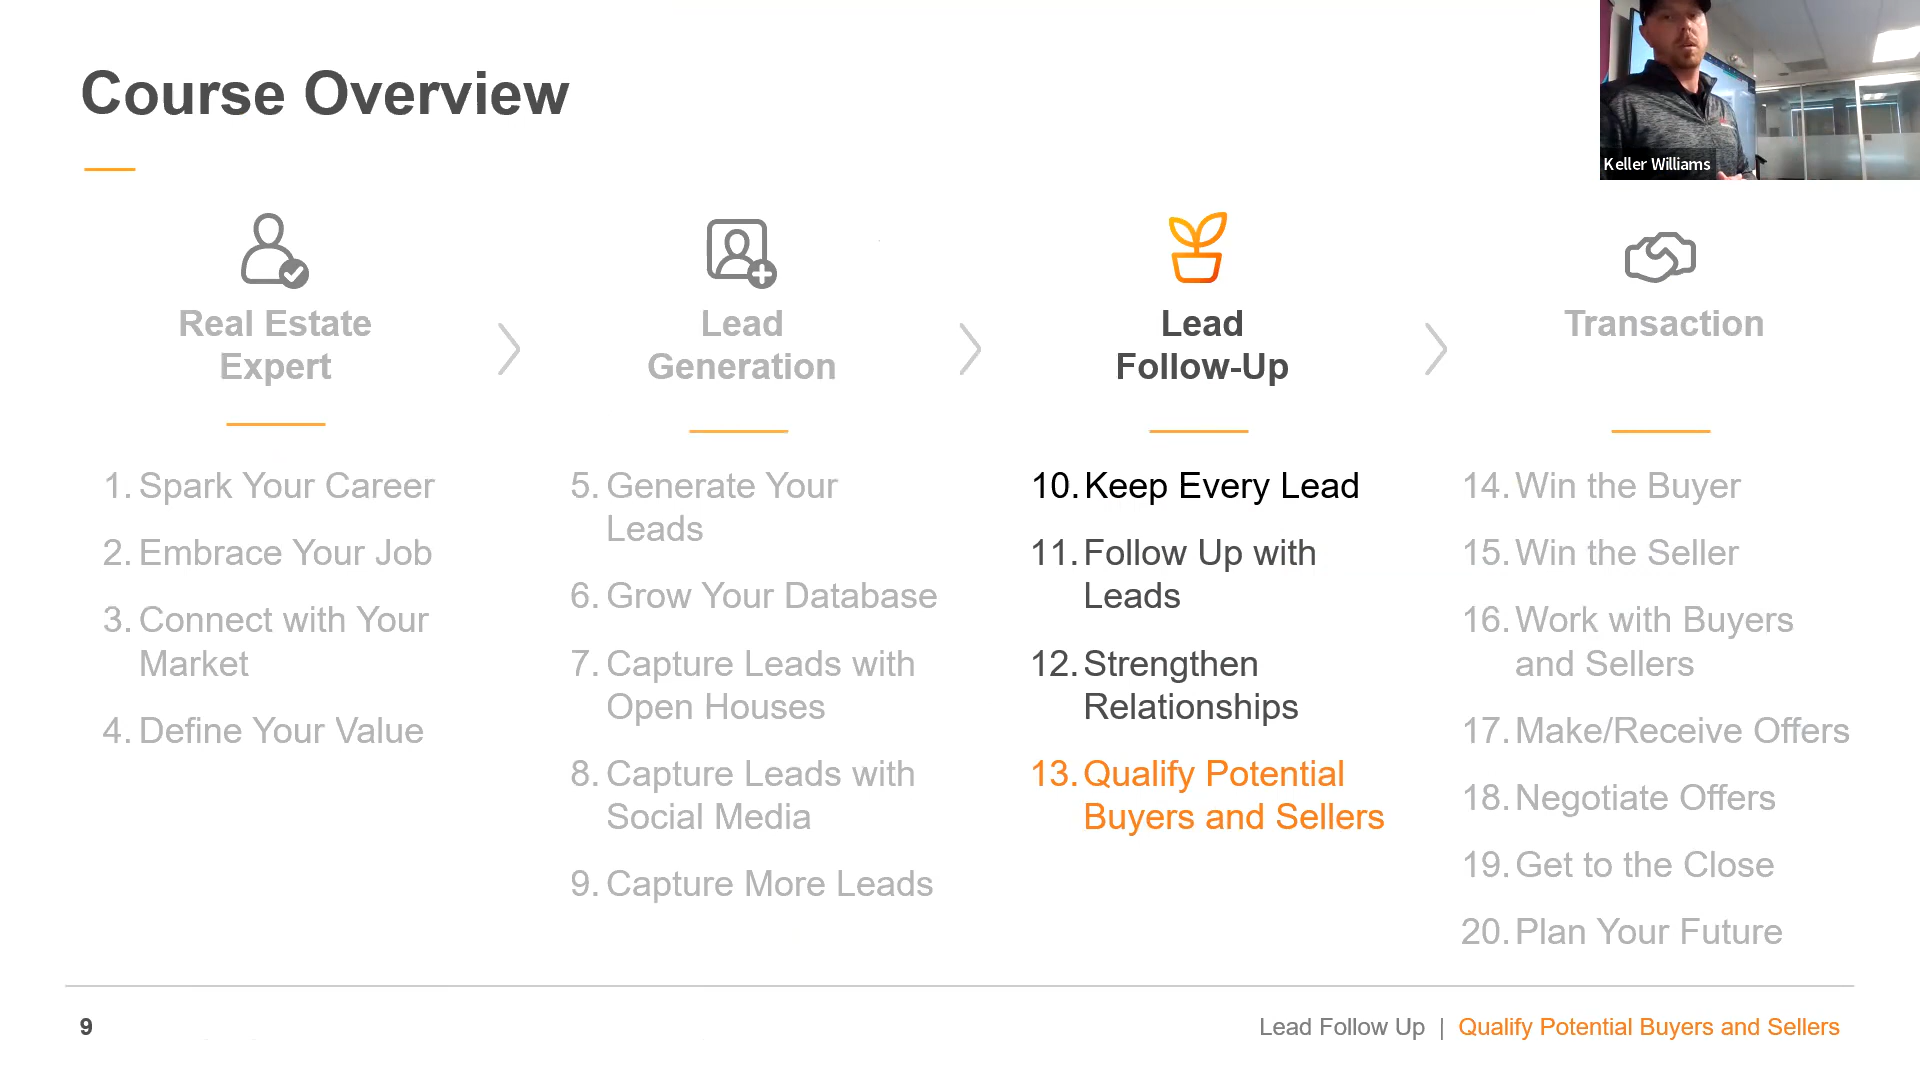 Course Overview
Keller Williams
Real Estate
Expert
1. Spark Your Career
2. Embrace Your Job
3. Connect with Your
Market
4. Define Your Value
Lead
Generation
5. Generate Your
Leads
6. Grow Your Database
7. Capture Leads with
Open Houses
8. Capture Leads with
Social Media
9. Capture More Leads
Lead
Follow-Up
10. Keep Every Lead
11. Follow Up with
Leads
12. Strengthen
Relationships
13. Qualify Potential
Buyers and Sellers
Transaction
14. Win the Buyer
15. Win the Seller
16. Work with Buyers
and Sellers
17. Make/Receive Offers
18. Negotiate Offers
19. Get to the Close
20. Plan Your Future
9
Lead Follow Up | Qualify Potential Buyers and Sellers